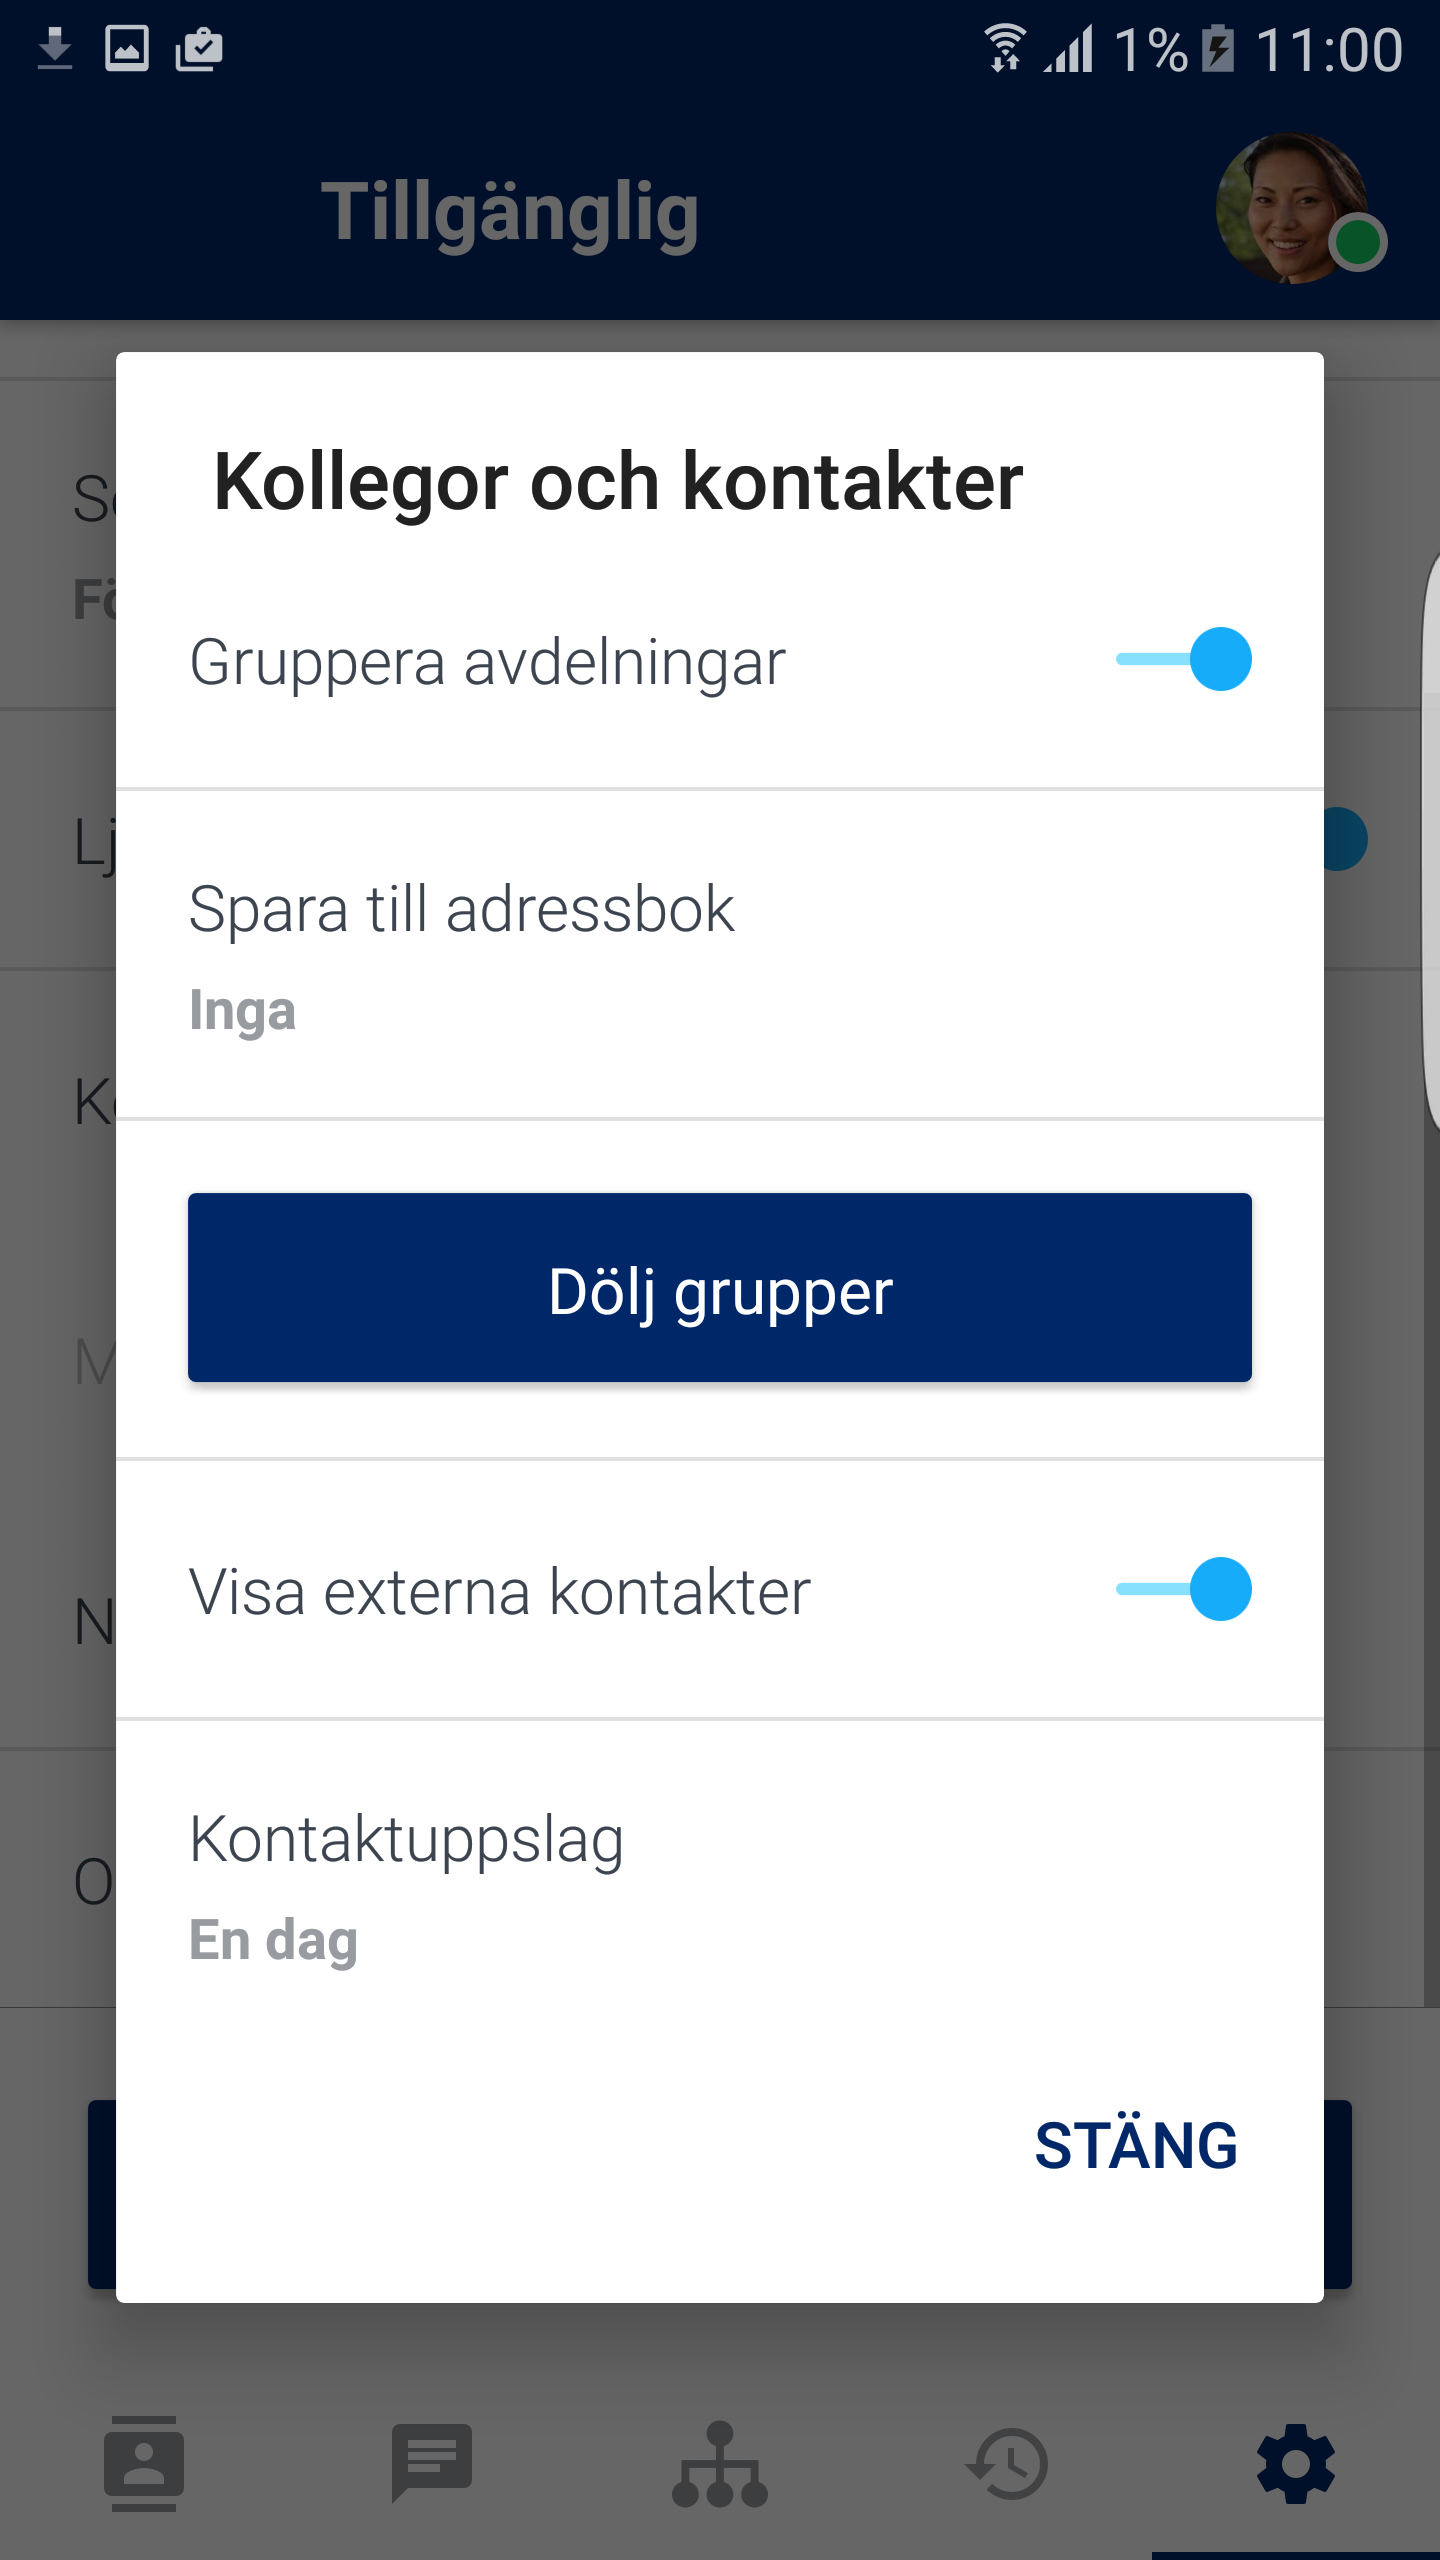 1% 11:00
Tillgänglig
Kollegor och kontakter
Gruppera avdelningar
Spara till adressbok
Inga
Dölj grupper
Visa externa kontakter
Kontaktuppslag
En dag
STÄNG